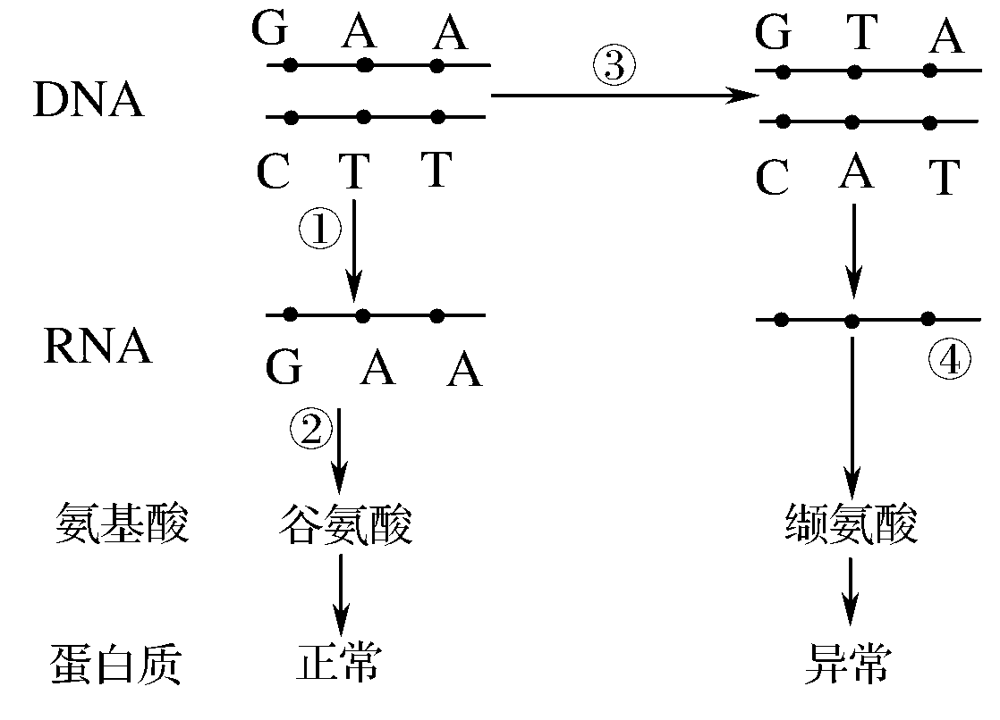 G A A G T A
③
DNA
C T T C A T
①
RNA
G A A ④
②
氨基酸 谷氨酸 缬氨酸
蛋白质 正常 异常